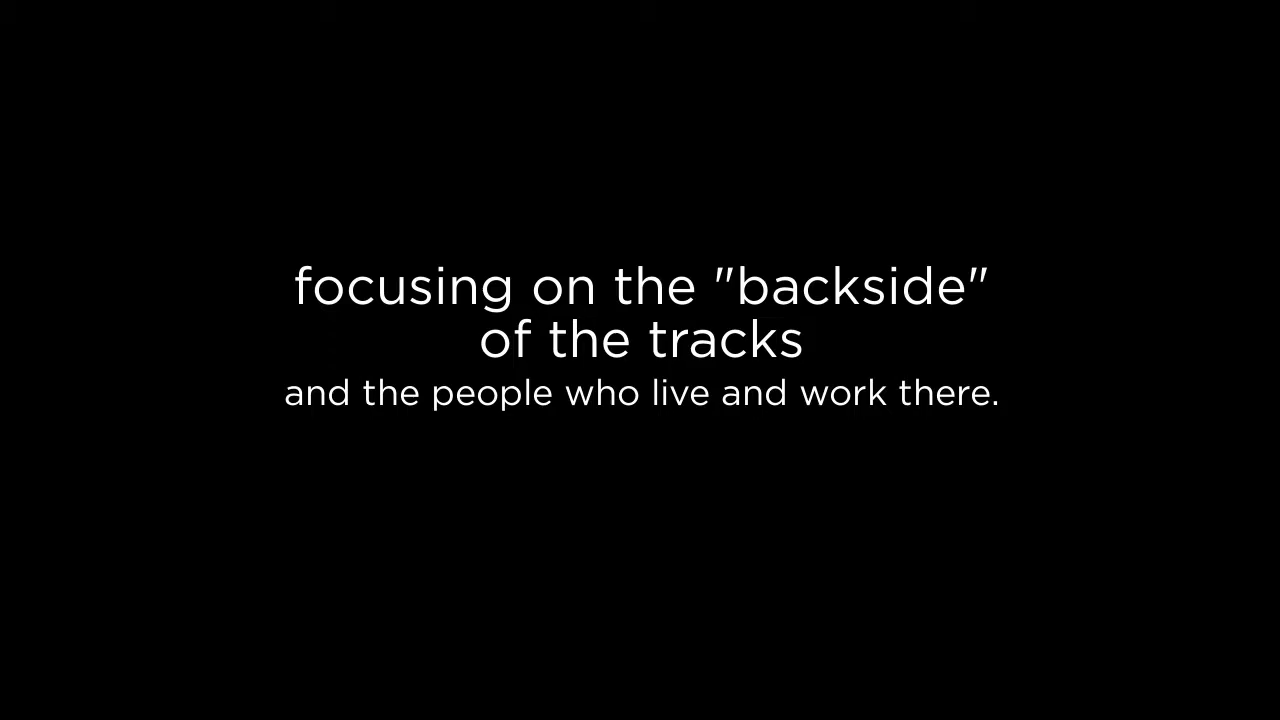 focusing on the "backside"
of the tracks
and the people who live and work there.